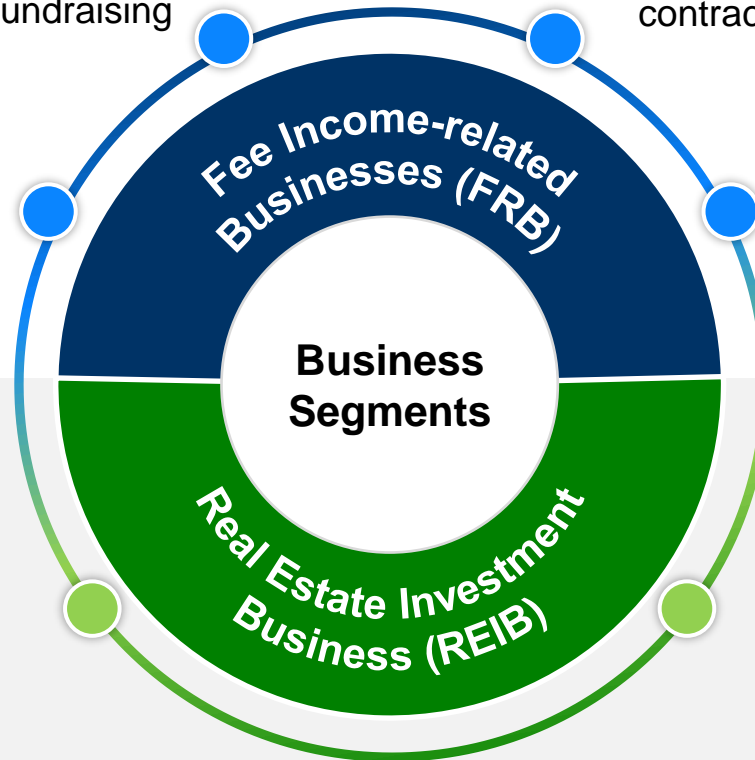 undraising
contrac
Fee Income-related
Businesses (FRB)
Business
Segments
Real Estate Investment
Business (REIB)